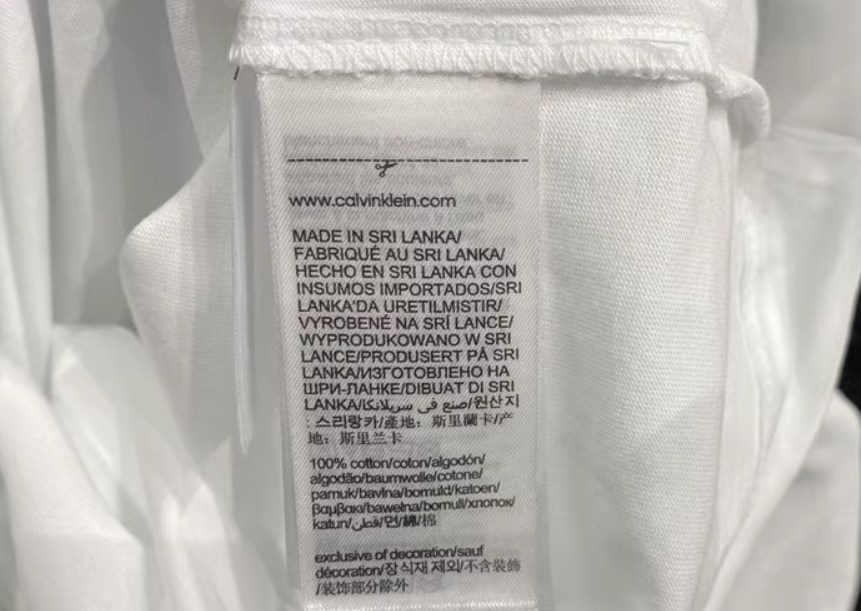 www.calvinklein.com
MADE IN SRI LANKA/
FABRIQUÉ AU SRI LANKA/
HECHO EN SRI LANKA CON
INSUMOS IMPORTADOS/SRI
LANKA'DA URETILMISTIR/
VYROBENÉ NA SRÍ LANCE/
WYPRODUKOWANO W SRI
LANCE/PRODUSERT PÅ SRI
LANKA/ИЗГОТОВЛЕНО НА
ШРИ-ЛАНКЕ/DIBUAT DI SRI
LANKA/صنع في سريلانكا/원산지
: 스리랑카/產地：斯里蘭卡/产
地：斯里兰卡
100% cotton/coton/algodón/
algodão/baumwolle/cotone/
pamuk/bavlna/bomuld/katoen/
βαμβακι/bawełna/bomull/хлопок/
katun/قطن/면/綿/棉
exclusive of decoration/sauf
décoration/장식재 제외/不含裝飾
/装饰部分除外